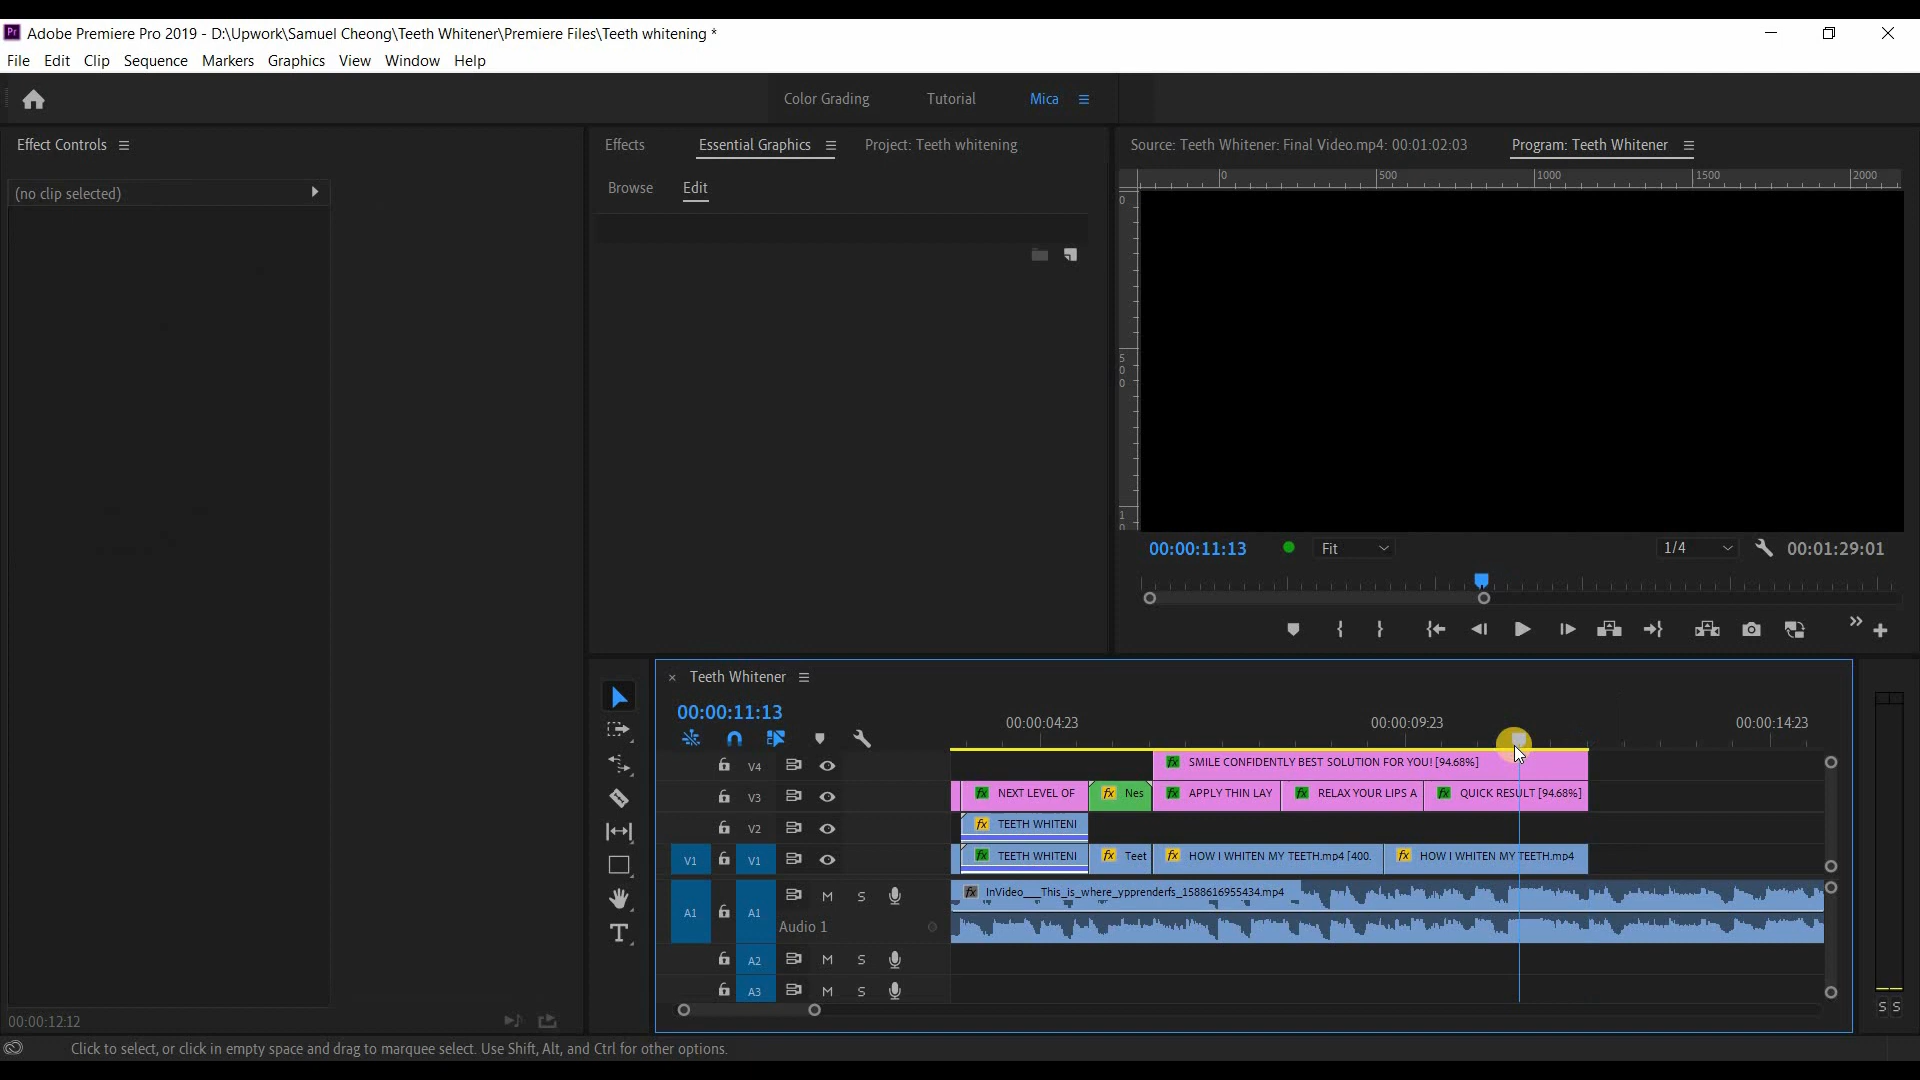 Adobe Premiere Pro 2019 - D:\Upwork\Samuel Cheong\Teeth Whitener\Premiere Files\Teeth whitening *
File Edit Clip Sequence Markers Graphics View Window Help
Color Grading Tutorial Mica
Effect Controls
(no clip selected)
00:00:12:12
Effects Essential Graphics Project: Teeth whitening
Browse Edit
Source: Teeth Whitener: Final Video.mp4: 00:01:02:03 Program: Teeth Whitener
0 500 1000 1500 2000
0
500
10
00:00:11:13 Fit 1/4 00:01:29:01
× Teeth Whitener
00:00:11:13
00:00:04:23 00:00:09:23 00:00:14:23
V4 SMILE CONFIDENTLY BEST SOLUTION FOR YOU! [94.68%]
V3 NEXT LEVEL OF Nes APPLY THIN LAY RELAX YOUR LIPS A QUICK RESULT [94.68%]
V2 TEETH WHITENI
V1 V1 TEETH WHITENI Teet HOW I WHITEN MY TEETH.mp4 [400. HOW I WHITEN MY TEETH.mp4
A1 A1 M S InVideo___This_is_where_ypprenderfs_1588616955434.mp4
Audio 1
A2 M S
A3 M S
S S
Click to select, or click in empty space and drag to marquee select. Use Shift, Alt, and Ctrl for other options.